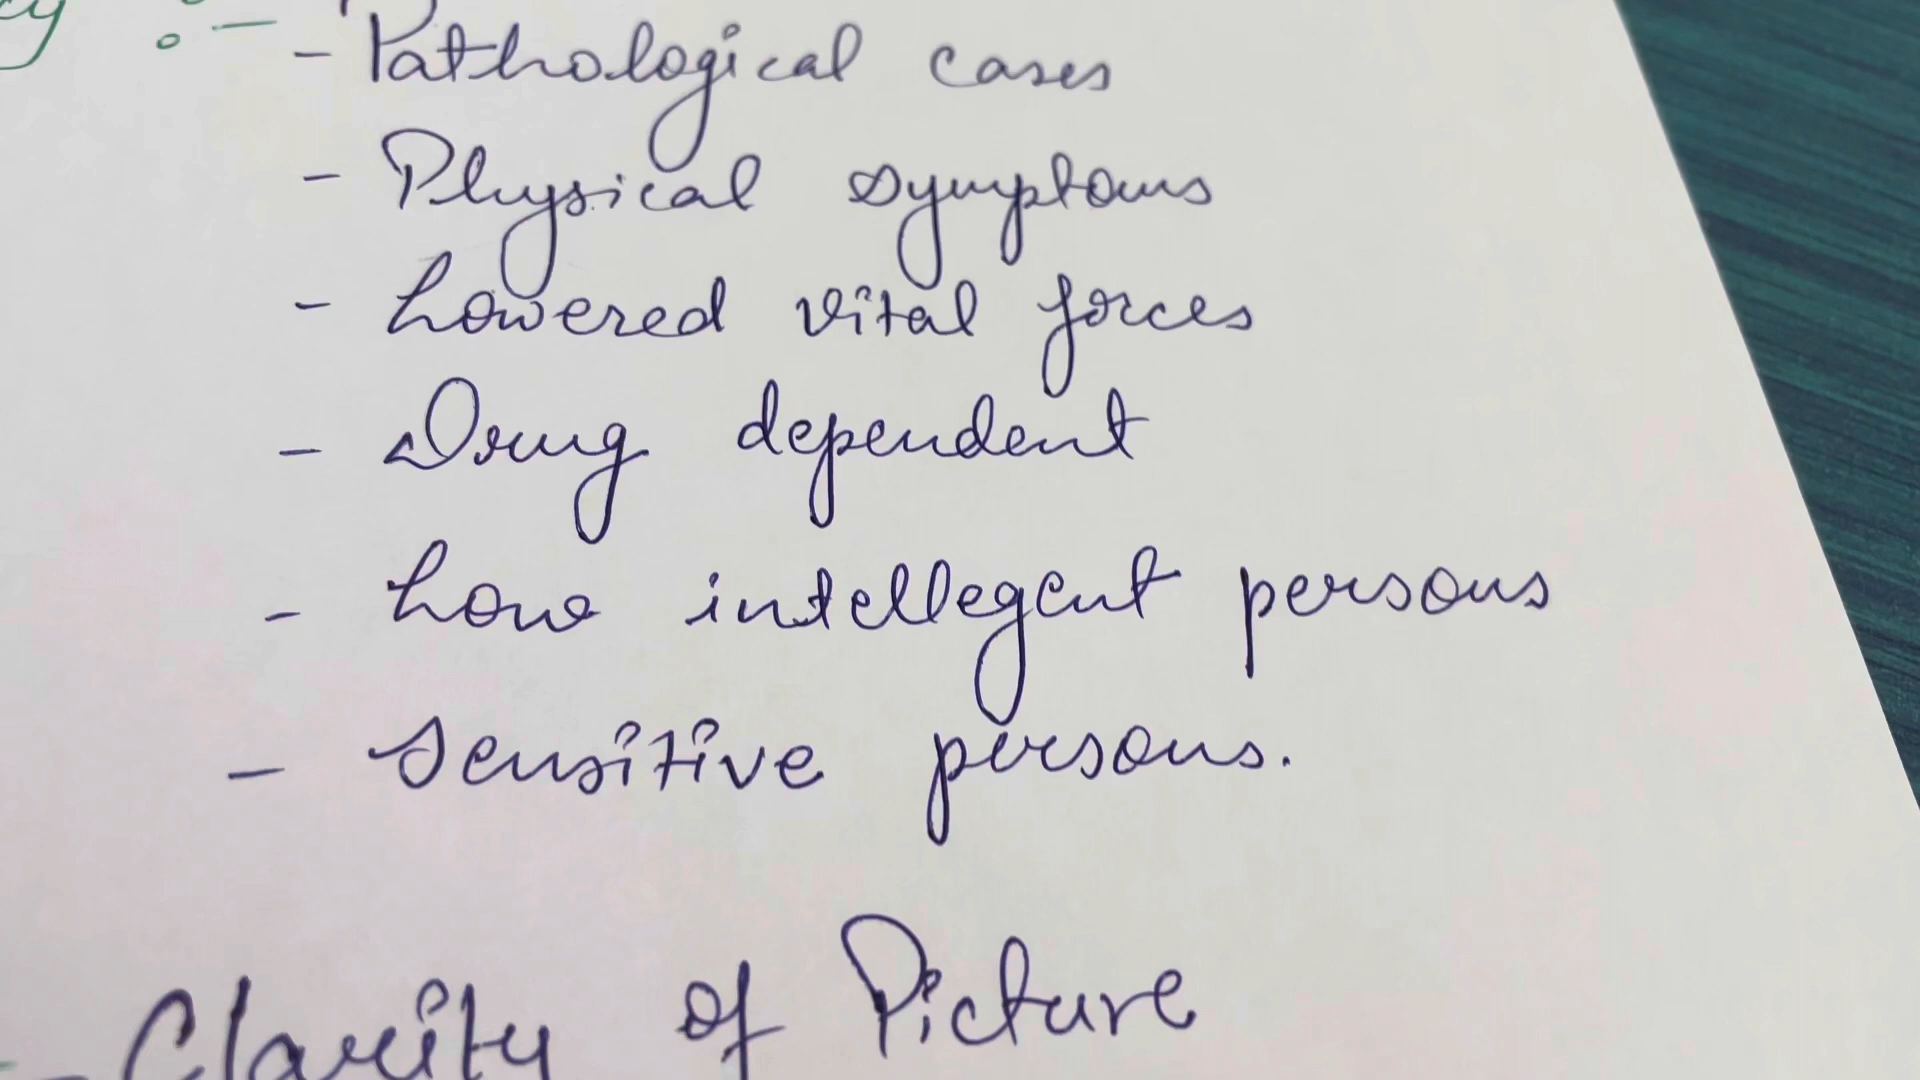 :- - Pathological cases
- Physical symptoms
- Lowered vital forces
- Drug dependent
- Low intellegent persons
- Sensitive persons.
- Clarity of Picture